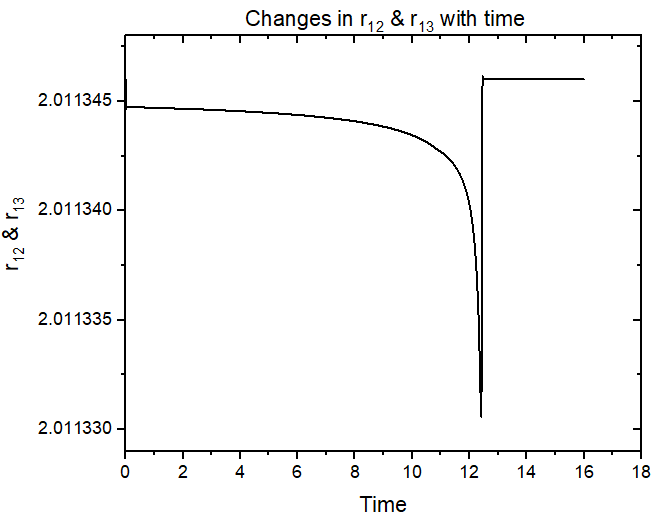 Changes in r12 & r13 with time
2.011345
2.011340
2.011335
2.011330
r12 & r13
0 2 4 6 8 10 12 14 16 18
Time